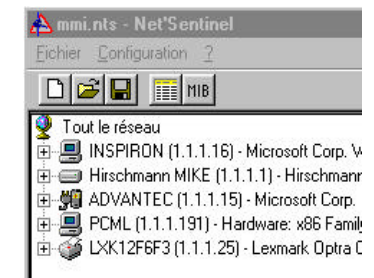 mmi.nts - Net'Sentinel
Fichier Configuration ?
MIB
Tout le réseau
INSPIRON (1.1.1.16) - Microsoft Corp.
Hirschmann MIKE (1.1.1.1) - Hirschmann
ADVANTEC (1.1.1.15) - Microsoft Corp.
PCML (1.1.1.191) - Hardware: x86 Family
LXK12F6F3 (1.1.1.25) - Lexmark Optra